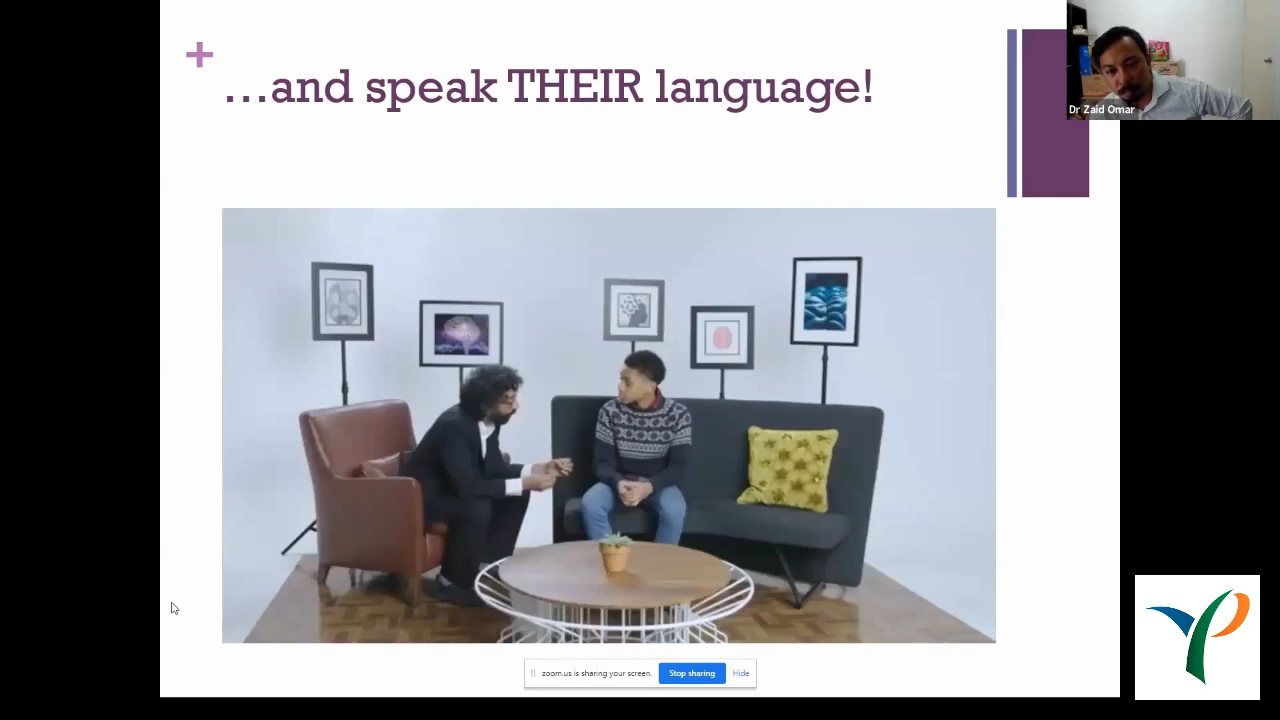 +
…and speak THEIR language!
Dr Zaid Omar
zoom.us is sharing your screen.
Stop sharing
Hide